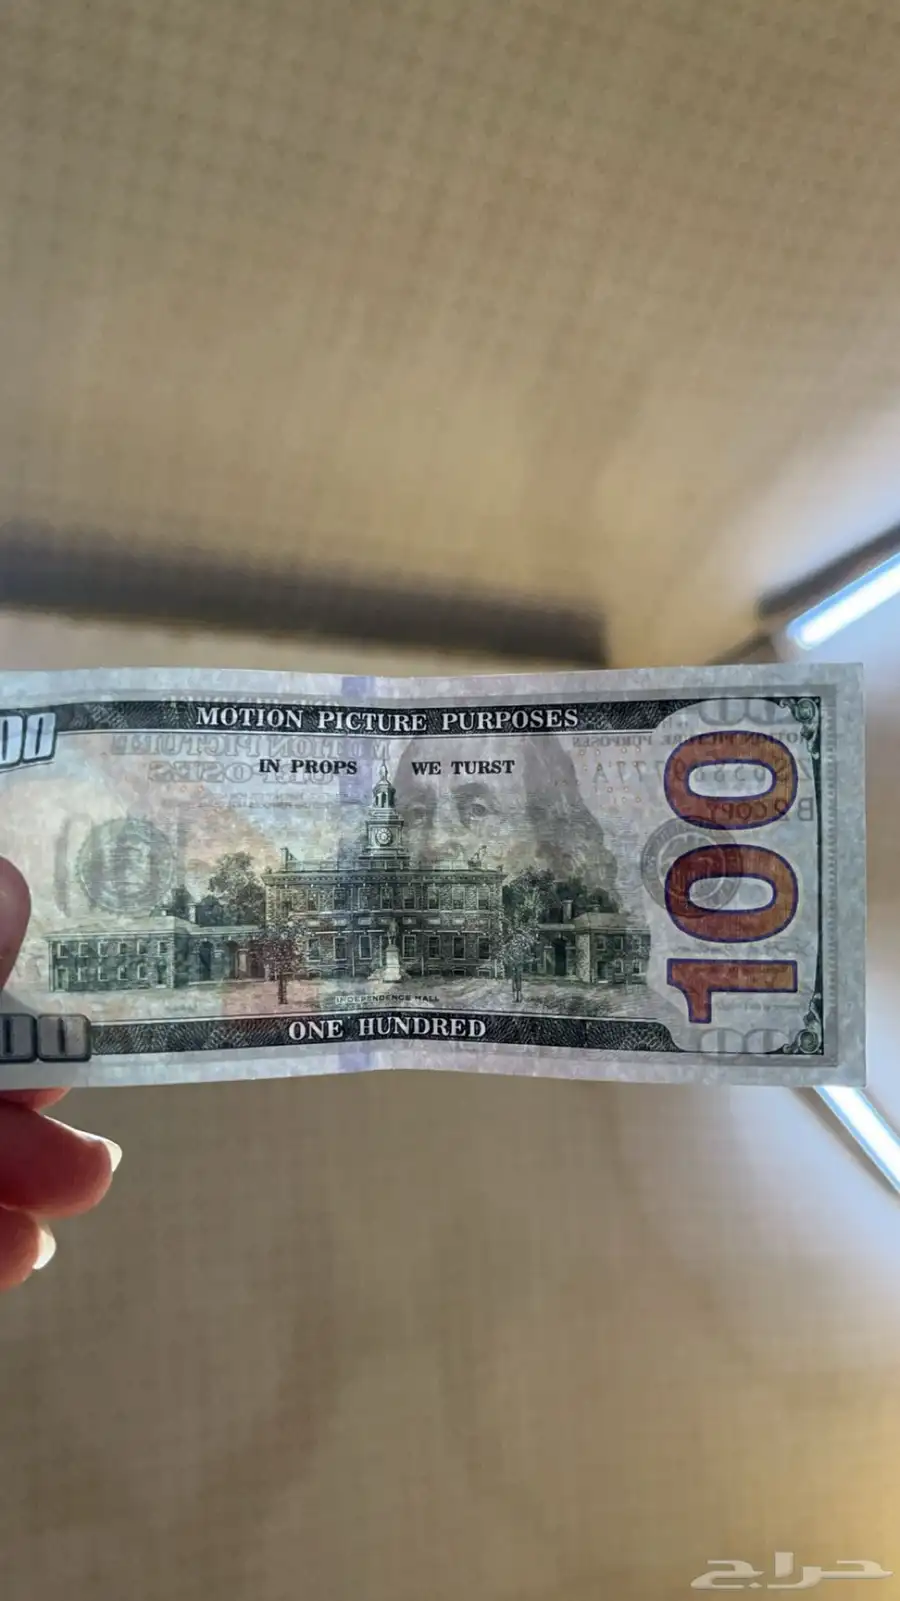 MOTION PICTURE PURPOSES
IN PROPS WE TURST
100
INDEPENDENCE HALL
ONE HUNDRED
حراج